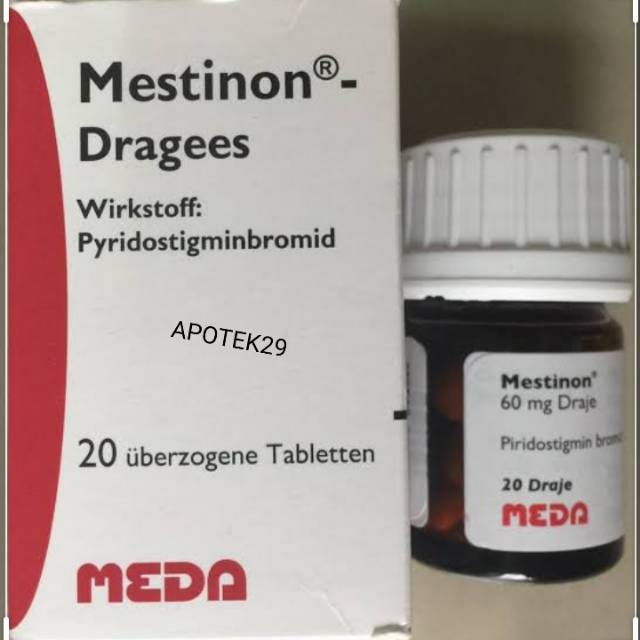 Mestinon®-
Dragees
Wirkstoff:
Pyridostigminbromid
APOTEK29
20 überzogene Tabletten
MEDA
Mestinon®
60 mg Draje
Piridostigmin
20 Draje
MEDA